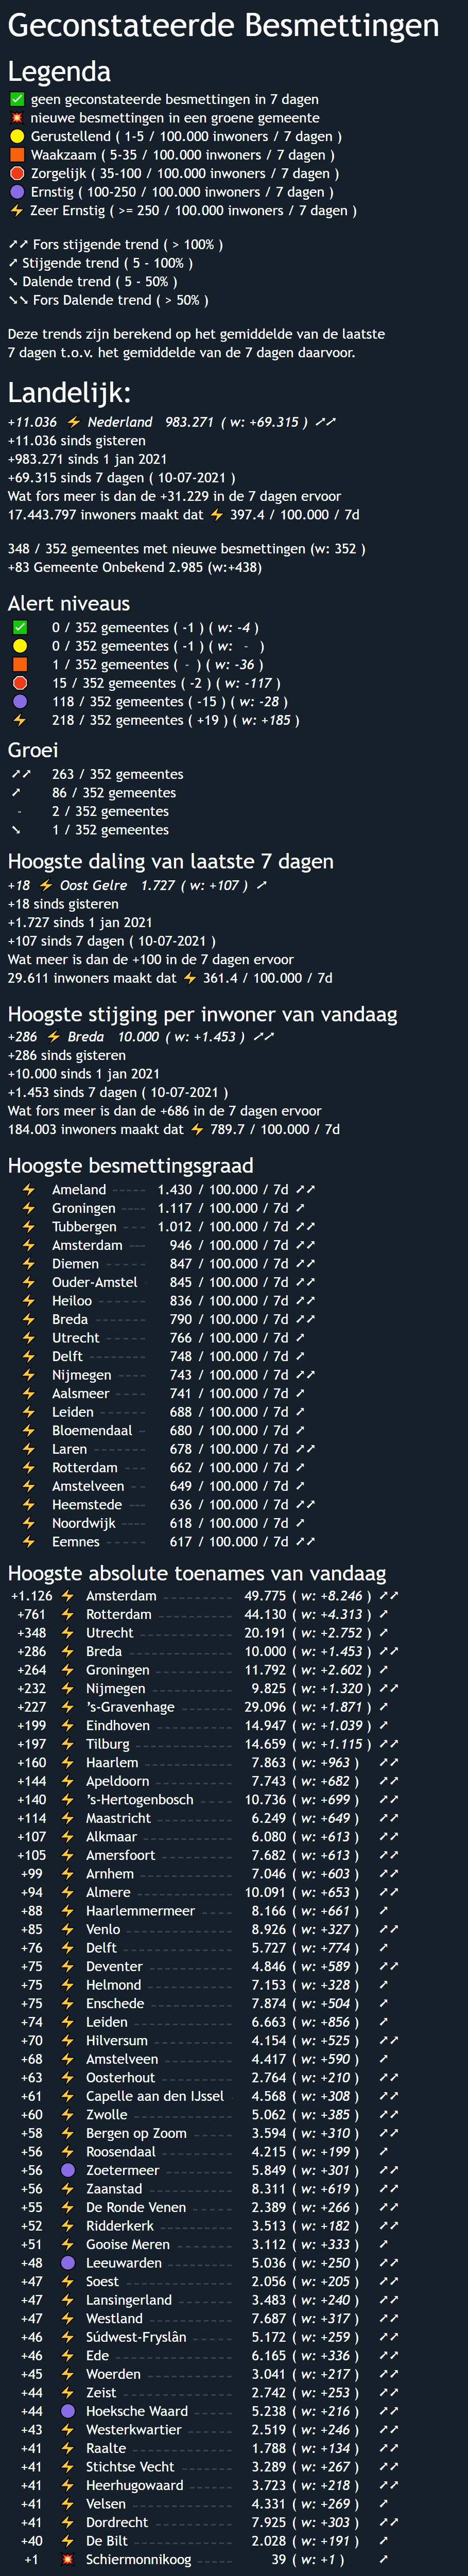 Geconstateerde Besmettingen
Legenda
✅ geen geconstateerde besmettingen in 7 dagen
💥 nieuwe besmettingen in een groene gemeente
🟡 Gerustellend ( 1-5 / 100.000 inwoners / 7 dagen )
🟧 Waakzaam ( 5-35 / 100.000 inwoners / 7 dagen )
🛑 Zorgelijk ( 35-100 / 100.000 inwoners / 7 dagen )
🟣 Ernstig ( 100-250 / 100.000 inwoners / 7 dagen )
⚡ Zeer Ernstig ( >= 250 / 100.000 inwoners / 7 dagen )
➚➚ Fors stijgende trend ( > 100% )
➚ Stijgende trend ( 5 - 100% )
➘ Dalende trend ( 5 - 50% )
➘➘ Fors Dalende trend ( > 50% )
Deze trends zijn berekend op het gemiddelde van de laatste
7 dagen t.o.v. het gemiddelde van de 7 dagen daarvoor.
Landelijk:
+11.036 ⚡ Nederland 983.271 ( w: +69.315 ) ➚➚
+11.036 sinds gisteren
+983.271 sinds 1 jan 2021
+69.315 sinds 7 dagen ( 10-07-2021 )
Wat fors meer is dan de +31.229 in de 7 dagen ervoor
17.443.797 inwoners maakt dat ⚡ 397.4 / 100.000 / 7d
348 / 352 gemeentes met nieuwe besmettingen (w: 352 )
+83 Gemeente Onbekend 2.985 (w:+438)
Alert niveaus
✅ 0 / 352 gemeentes ( -1 ) ( w: -4 )
🟡 0 / 352 gemeentes ( -1 ) ( w: - )
🟧 1 / 352 gemeentes ( - ) ( w: -36 )
🛑 15 / 352 gemeentes ( -2 ) ( w: -117 )
🟣 118 / 352 gemeentes ( -15 ) ( w: -28 )
⚡ 218 / 352 gemeentes ( +19 ) ( w: +185 )
Groei
➚➚ 263 / 352 gemeentes
➚ 86 / 352 gemeentes
- 2 / 352 gemeentes
➘ 1 / 352 gemeentes
Hoogste daling van laatste 7 dagen
+18 ⚡ Oost Gelre 1.727 ( w: +107 ) ➚
+18 sinds gisteren
+1.727 sinds 1 jan 2021
+107 sinds 7 dagen ( 10-07-2021 )
Wat meer is dan de +100 in de 7 dagen ervoor
29.611 inwoners maakt dat ⚡ 361.4 / 100.000 / 7d
Hoogste stijging per inwoner van vandaag
+286 ⚡ Breda 10.000 ( w: +1.453 ) ➚➚
+286 sinds gisteren
+10.000 sinds 1 jan 2021
+1.453 sinds 7 dagen ( 10-07-2021 )
Wat fors meer is dan de +686 in de 7 dagen ervoor
184.003 inwoners maakt dat ⚡ 789.7 / 100.000 / 7d
Hoogste besmettingsgraad
⚡ Ameland ----- 1.430 / 100.000 / 7d ➚➚
⚡ Groningen ---- 1.117 / 100.000 / 7d ➚
⚡ Tubbergen --- 1.012 / 100.000 / 7d ➚➚
⚡ Amsterdam --- 946 / 100.000 / 7d ➚➚
⚡ Diemen ------ 847 / 100.000 / 7d ➚➚
⚡ Ouder-Amstel - 845 / 100.000 / 7d ➚➚
⚡ Heiloo ------- 836 / 100.000 / 7d ➚➚
⚡ Breda ------- 790 / 100.000 / 7d ➚➚
⚡ Utrecht ------ 766 / 100.000 / 7d ➚
⚡ Delft -------- 748 / 100.000 / 7d ➚
⚡ Nijmegen ---- 743 / 100.000 / 7d ➚➚
⚡ Aalsmeer ---- 741 / 100.000 / 7d ➚
⚡ Leiden ------- 688 / 100.000 / 7d ➚
⚡ Bloemendaal - 680 / 100.000 / 7d ➚
⚡ Laren ------- 678 / 100.000 / 7d ➚➚
⚡ Rotterdam --- 662 / 100.000 / 7d ➚
⚡ Amstelveen -- 649 / 100.000 / 7d ➚
⚡ Heemstede --- 636 / 100.000 / 7d ➚➚
⚡ Noordwijk ---- 618 / 100.000 / 7d ➚
⚡ Eemnes ----- 617 / 100.000 / 7d ➚➚
Hoogste absolute toenames van vandaag
+1.126 ⚡ Amsterdam 49.775 ( w: +8.246 ) ➚➚
+761 ⚡ Rotterdam 44.130 ( w: +4.313 ) ➚
+348 ⚡ Utrecht 20.191 ( w: +2.752 ) ➚
+286 ⚡ Breda 10.000 ( w: +1.453 ) ➚➚
+264 ⚡ Groningen 11.792 ( w: +2.602 ) ➚
+232 ⚡ Nijmegen 9.825 ( w: +1.320 ) ➚➚
+227 ⚡ 's-Gravenhage 29.096 ( w: +1.871 ) ➚
+199 ⚡ Eindhoven 14.947 ( w: +1.039 ) ➚
+197 ⚡ Tilburg 14.659 ( w: +1.115 ) ➚➚
+160 ⚡ Haarlem 7.863 ( w: +963 ) ➚➚
+144 ⚡ Apeldoorn 7.743 ( w: +682 ) ➚➚
+140 ⚡ 's-Hertogenbosch 10.736 ( w: +699 ) ➚➚
+114 ⚡ Maastricht 6.249 ( w: +649 ) ➚➚
+107 ⚡ Alkmaar 6.080 ( w: +613 ) ➚➚
+105 ⚡ Amersfoort 7.682 ( w: +613 ) ➚➚
+99 ⚡ Arnhem 7.046 ( w: +603 ) ➚➚
+94 ⚡ Almere 10.091 ( w: +653 ) ➚➚
+88 ⚡ Haarlemmermeer 8.166 ( w: +661 ) ➚
+85 ⚡ Venlo 8.926 ( w: +327 ) ➚➚
+76 ⚡ Delft 5.727 ( w: +774 ) ➚
+75 ⚡ Deventer 4.846 ( w: +589 ) ➚➚
+75 ⚡ Helmond 7.153 ( w: +328 ) ➚
+75 ⚡ Enschede 7.874 ( w: +504 ) ➚
+74 ⚡ Leiden 6.663 ( w: +856 ) ➚
+70 ⚡ Hilversum 4.154 ( w: +525 ) ➚➚
+68 ⚡ Amstelveen 4.417 ( w: +590 ) ➚
+63 ⚡ Oosterhout 2.764 ( w: +210 ) ➚➚
+61 ⚡ Capelle aan den IJssel 4.568 ( w: +308 ) ➚➚
+60 ⚡ Zwolle 5.062 ( w: +385 ) ➚➚
+58 ⚡ Bergen op Zoom 3.594 ( w: +310 ) ➚➚
+56 ⚡ Roosendaal 4.215 ( w: +199 ) ➚
+56 🟣 Zoetermeer 5.849 ( w: +301 ) ➚➚
+56 ⚡ Zaanstad 8.311 ( w: +619 ) ➚➚
+55 ⚡ De Ronde Venen 2.389 ( w: +266 ) ➚➚
+52 ⚡ Ridderkerk 3.513 ( w: +182 ) ➚➚
+51 ⚡ Gooise Meren 3.112 ( w: +333 ) ➚
+48 🟣 Leeuwarden 5.036 ( w: +250 ) ➚➚
+47 ⚡ Soest 2.056 ( w: +205 ) ➚➚
+47 ⚡ Lansingerland 3.483 ( w: +240 ) ➚➚
+47 ⚡ Westland 7.687 ( w: +317 ) ➚➚
+46 ⚡ Súdwest-Fryslân 5.172 ( w: +259 ) ➚➚
+46 ⚡ Ede 6.165 ( w: +336 ) ➚➚
+45 ⚡ Woerden 3.041 ( w: +217 ) ➚➚
+44 ⚡ Zeist 2.742 ( w: +253 ) ➚➚
+44 🟣 Hoeksche Waard 5.238 ( w: +216 ) ➚➚
+43 ⚡ Westerkwartier 2.519 ( w: +246 ) ➚➚
+41 ⚡ Raalte 1.788 ( w: +134 ) ➚➚
+41 ⚡ Stichtse Vecht 3.289 ( w: +267 ) ➚➚
+41 ⚡ Heerhugowaard 3.723 ( w: +218 ) ➚➚
+41 ⚡ Velsen 4.331 ( w: +269 ) ➚
+41 ⚡ Dordrecht 7.925 ( w: +303 ) ➚➚
+40 ⚡ De Bilt 2.028 ( w: +191 ) ➚
+1 💥 Schiermonnikoog 39 ( w: +1 ) ➚